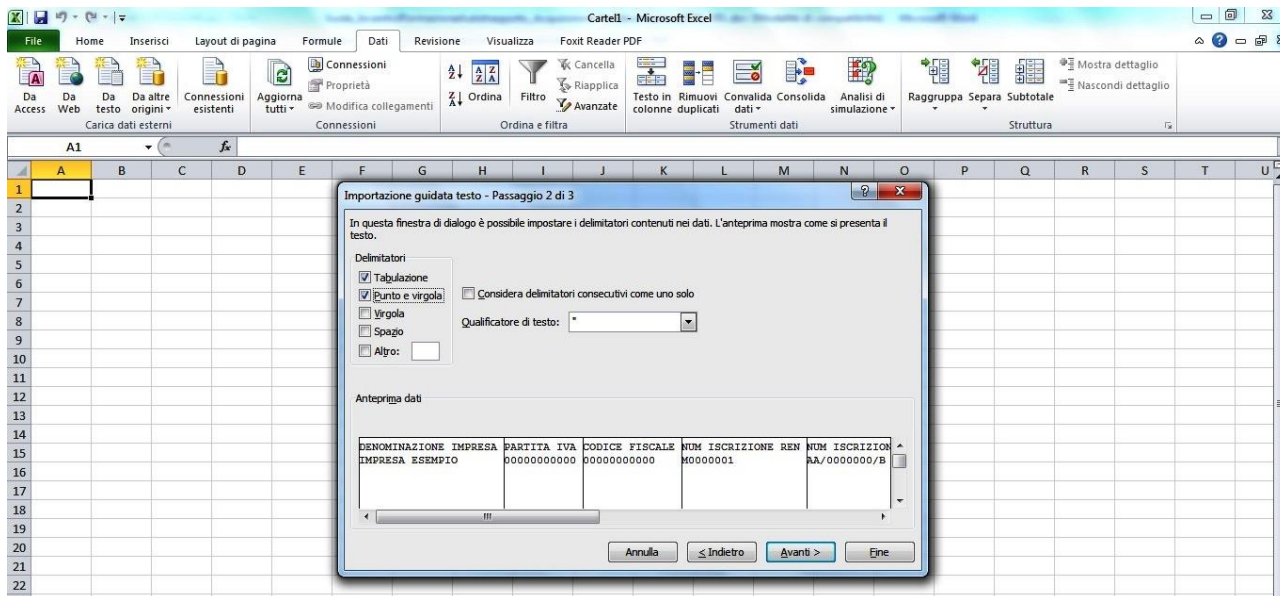 Cartel1 - Microsoft Excel
File Home Inserisci Layout di pagina Formule Dati Revisione Visualizza Foxit Reader PDF
Da Access Da Web Da testo Da altre origini Connessioni esistenti
Carica dati esterni
Aggiorna tutti Connessioni Proprietà Modifica collegamenti
Connessioni
Ordina Filtro Cancella Riapplica Avanzate
Ordina e filtra
Testo in colonne Rimuovi duplicati Convalida dati Consolida Analisi di simulazione
Strumenti dati
Raggruppa Separa Subtotale Mostra dettaglio Nascondi dettaglio
Struttura
A1 fx
A B C D E F G H I J K L M N O P Q R S T U
1
2
3
4
5
6
7
8
9
10
11
12
13
14
15
16
17
18
19
20
21
22
Importazione guidata testo - Passaggio 2 di 3
In questa finestra di dialogo è possibile impostare i delimitatori contenuti nei dati. L'anteprima mostra come si presenta il
testo.
Delimitatori
Tabulazione
Punto e virgola
Virgola
Spazio
Altro:
Considera delimitatori consecutivi come uno solo
Qualificatore di testo: "
Anteprima dati
DENOMINAZIONE IMPRESA PARTITA IVA CODICE FISCALE NUM ISCRIZIONE REN NUM ISCRIZION
IMPRESA ESEMPIO 00000000000 00000000000 M0000001 AA/0000000/B
Annulla < Indietro Avanti > Fine